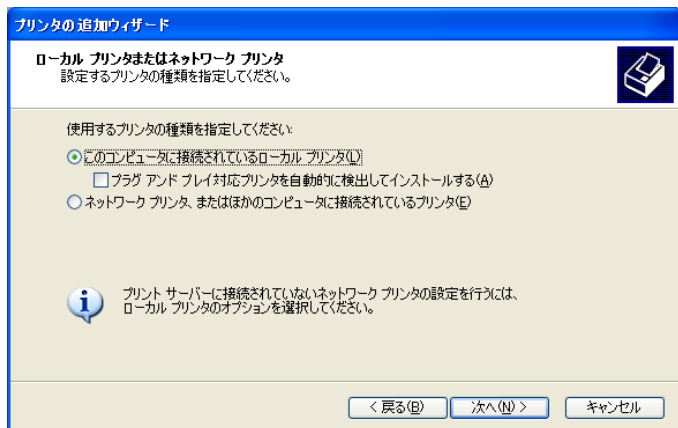 プリンタの追加ウィザード
ローカル プリンタまたはネットワーク プリンタ
設定するプリンタの種類を指定してください。
使用するプリンタの種類を指定してください:
このコンピュータに接続されているローカル プリンタ(L)
プラグ アンド プレイ対応プリンタを自動的に検出してインストールする(A)
ネットワーク プリンタ、またはほかのコンピュータに接続されているプリンタ(E)
プリント サーバーに接続されていないネットワーク プリンタの設定を行うには、
ローカル プリンタのオプションを選択してください。
< 戻る(B) 次へ(N) > キャンセル